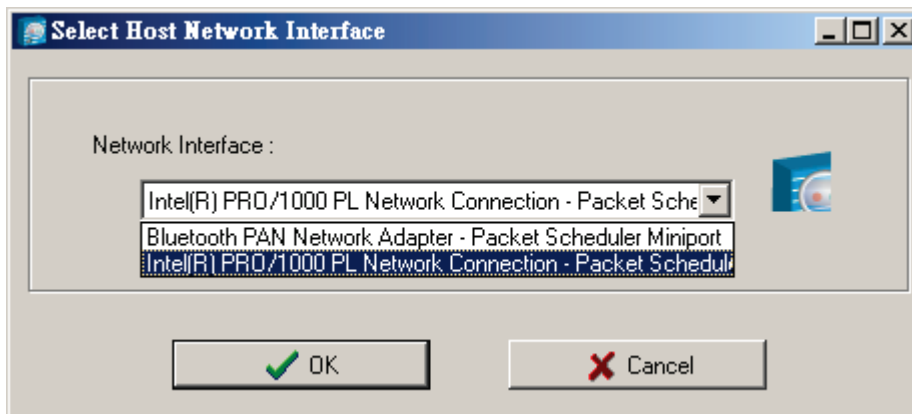 Select Host Network Interface
Network Interface :
Intel(R) PRO/1000 PL Network Connection - Packet Sche
Bluetooth PAN Network Adapter - Packet Scheduler Miniport
Intel(R) PRO/1000 PL Network Connection - Packet Schedul
OK
Cancel